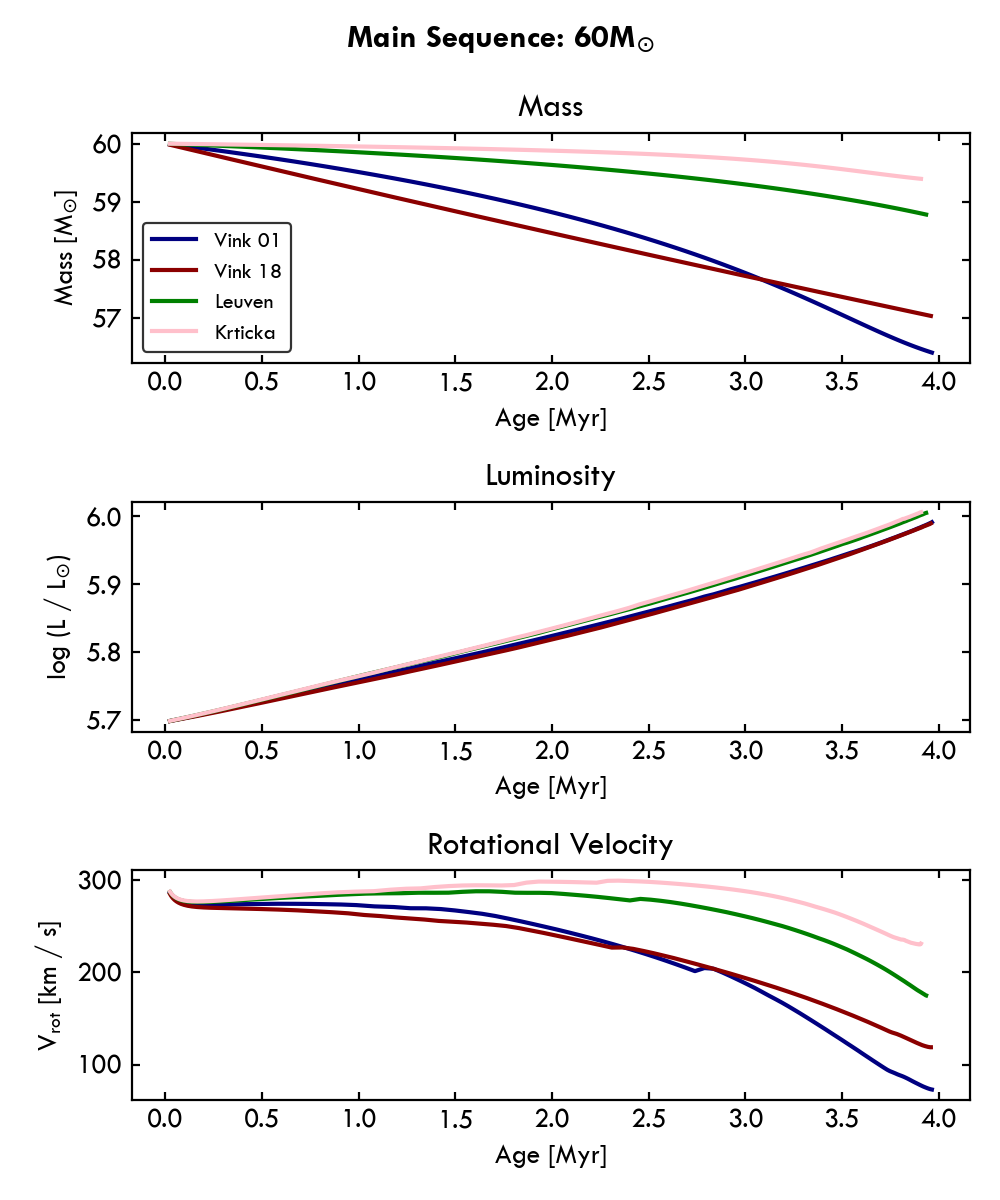 Main Sequence: 60M☉
Mass
Mass [M☉]
60
59
58
57
Vink 01
Vink 18
Leuven
Krticka
0.0 0.5 1.0 1.5 2.0 2.5 3.0 3.5 4.0
Age [Myr]
Luminosity
log (L / L☉)
6.0
5.9
5.8
5.7
0.0 0.5 1.0 1.5 2.0 2.5 3.0 3.5 4.0
Age [Myr]
Rotational Velocity
Vrot [km / s]
300
200
100
0.0 0.5 1.0 1.5 2.0 2.5 3.0 3.5 4.0
Age [Myr]